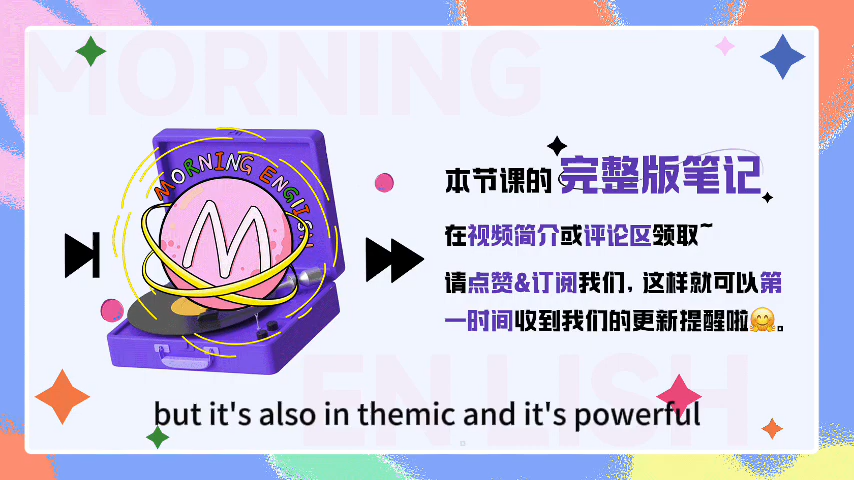 MORNING
MORNING ENGLISH
M
本节课的 完整版笔记
在视频简介或评论区领取~
请点赞&订阅我们，这样就可以第
一时间收到我们的更新提醒啦🤗。
EN LISH
but it's also in themic and it's powerful